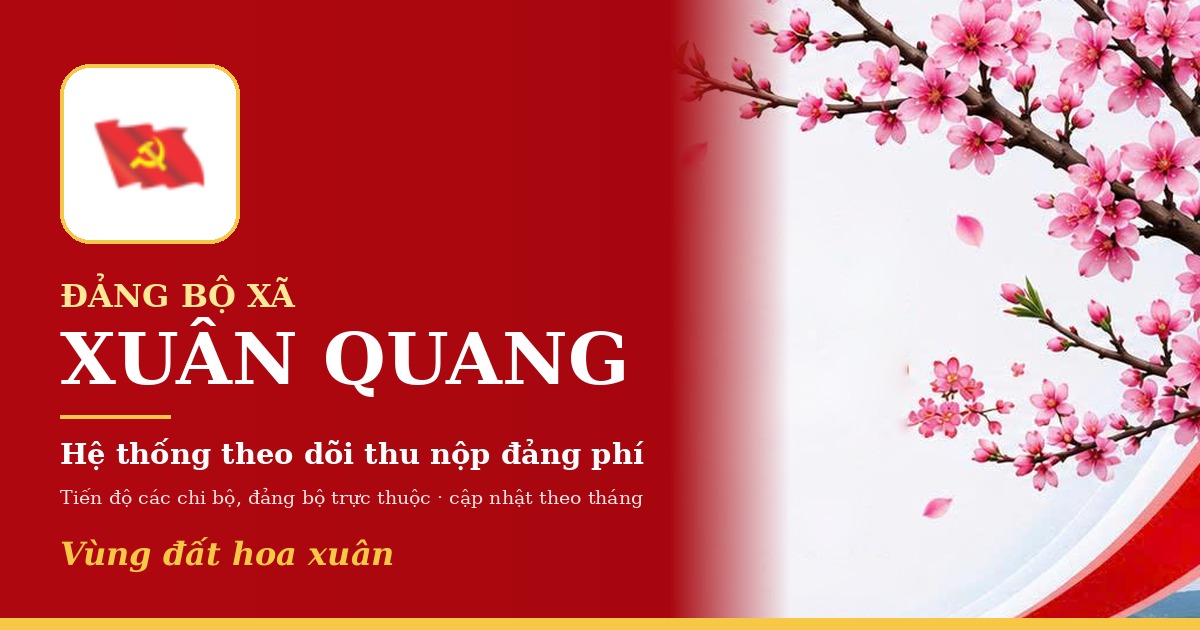 ĐẢNG BỘ XÃ
XUÂN QUANG
Hệ thống theo dõi thu nộp đảng phí
Tiến độ các chi bộ, đảng bộ trực thuộc · cập nhật theo tháng
Vùng đất hoa xuân